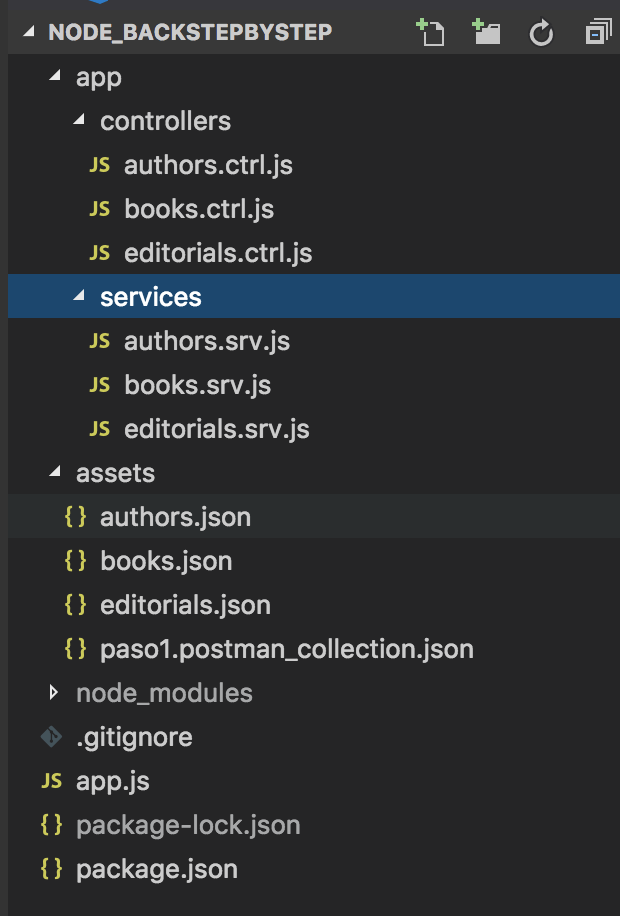 NODE_BACKSTEPBYSTEP
app
controllers
JS authors.ctrl.js
JS books.ctrl.js
JS editorials.ctrl.js
services
JS authors.srv.js
JS books.srv.js
JS editorials.srv.js
assets
{ } authors.json
{ } books.json
{ } editorials.json
{ } paso1.postman_collection.json
node_modules
.gitignore
JS app.js
{ } package-lock.json
{ } package.json